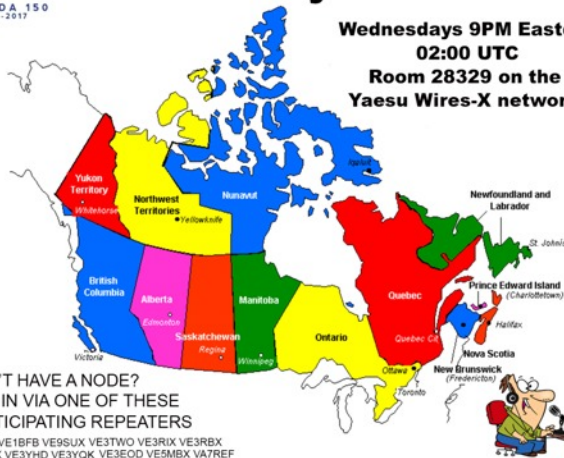 DA 150
-2017
Wednesdays 9PM Easte
02:00 UTC
Room 28329 on the
Yaesu Wires-X networ
Iqaluit
Yukon
Territory
Whitehorse
Northwest
Territories
Yellowknife
Nunavut
Newfoundland and
Labrador
St. John's
British
Columbia
Alberta
Edmonton
Manitoba
Saskatchewan
Regina
Winnipeg
Victoria
Ontario
Quebec
Quebec Cit
Prince Edward Island
(Charlottetown)
Halifax
Nova Scotia
New Brunswick
(Fredericton)
Ottawa
Toronto
'T HAVE A NODE?
IN VIA ONE OF THESE
TICIPATING REPEATERS
VE1BFB VE9SUX VE3TWO VE3RIX VE3RBX
VE3YHD VE3YQK VE3EOD VE5MBX VA7REF